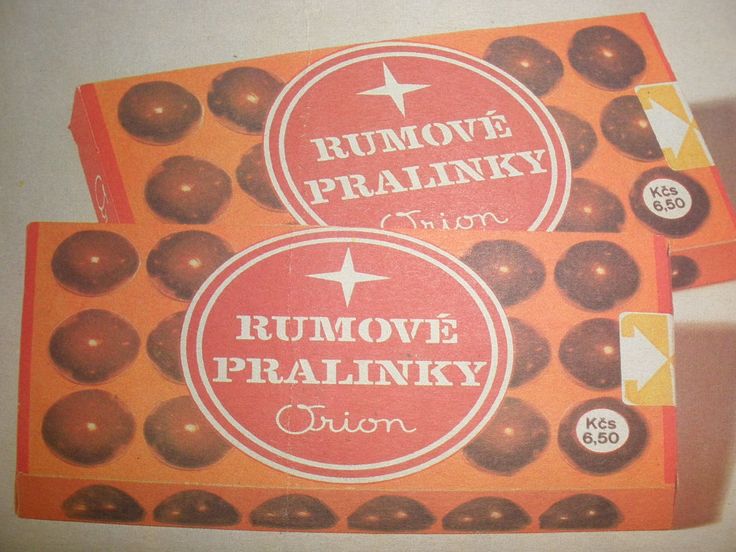 RUMOVÉ
PRALINKY
Orion
Kčs
6,50
RUMOVÉ
PRALINKY
Orion
Kčs
6,50